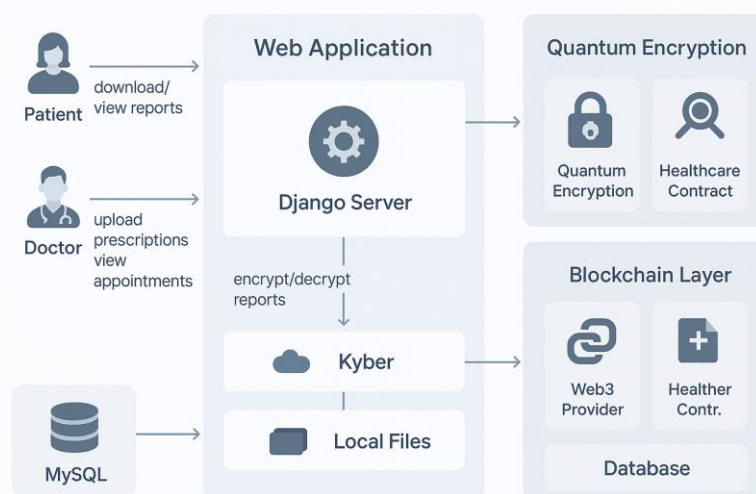 Patient
download/
view reports
Doctor
upload
prescriptions
view
appointments
MySQL
Web Application
Django Server
encrypt/decrypt
reports
Kyber
Local Files
Quantum Encryption
Quantum
Encryption
Healthcare
Contract
Blockchain Layer
Web3
Provider
Healther
Contr.
Database